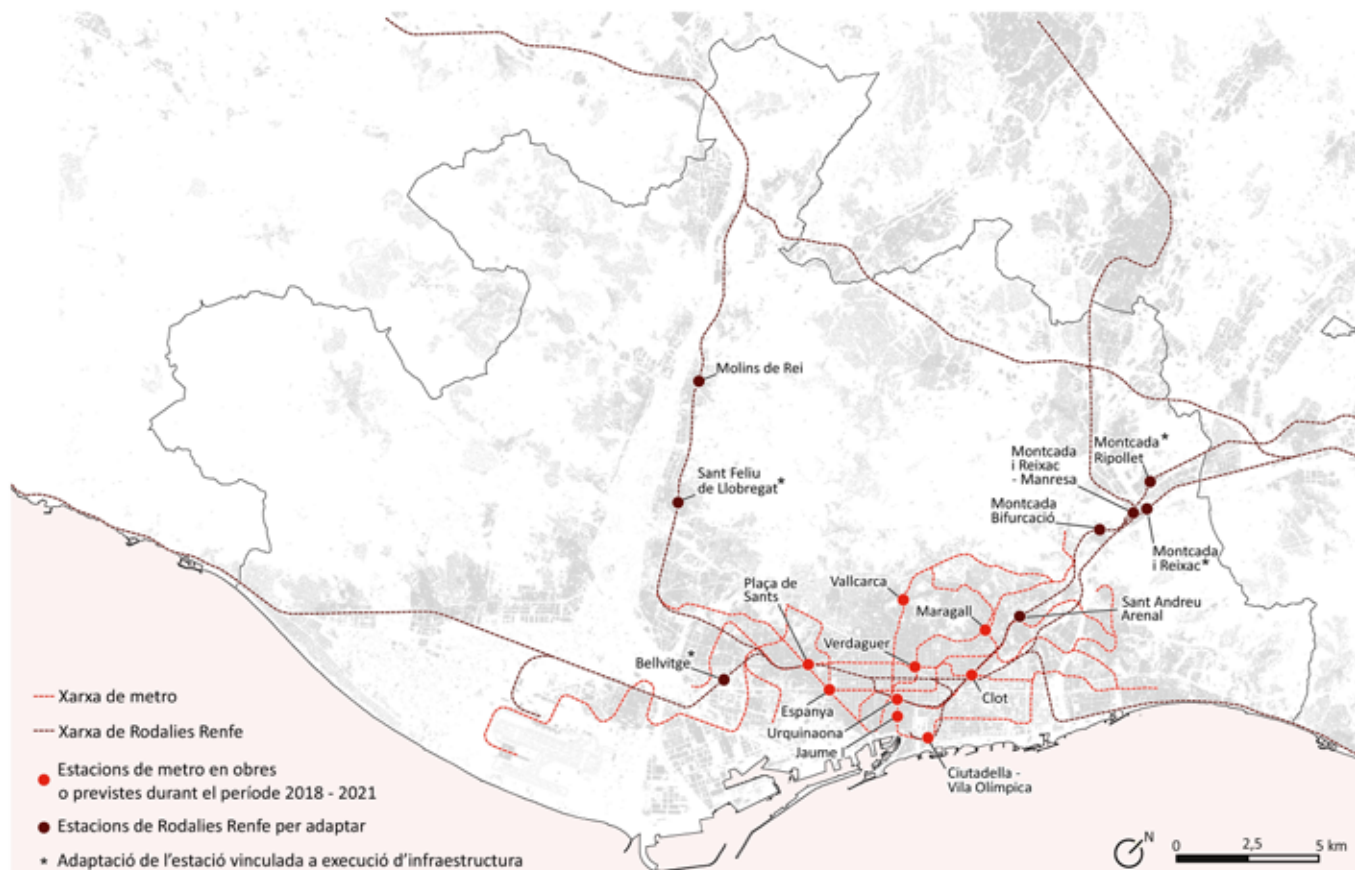 Molins de Rei
Sant Feliu
de Llobregat*
Montcada*
Ripollet
Montcada
i Reixac
- Manresa
Montcada
Bifurcació
Montcada
i Reixac*
Plaça de
Sants
Vallcarca
Maragall
Sant Andreu
Arenal
Verdaguer
Bellvitge*
Espanya
Clot
Urquinaona
Jaume I
Ciutadella -
Vila Olímpica
Xarxa de metro
Xarxa de Rodalies Renfe
Estacions de metro en obres
o previstes durant el període 2018 - 2021
Estacions de Rodalies Renfe per adaptar
* Adaptació de l'estació vinculada a execució d'infraestructura
N
0 2,5 5 km